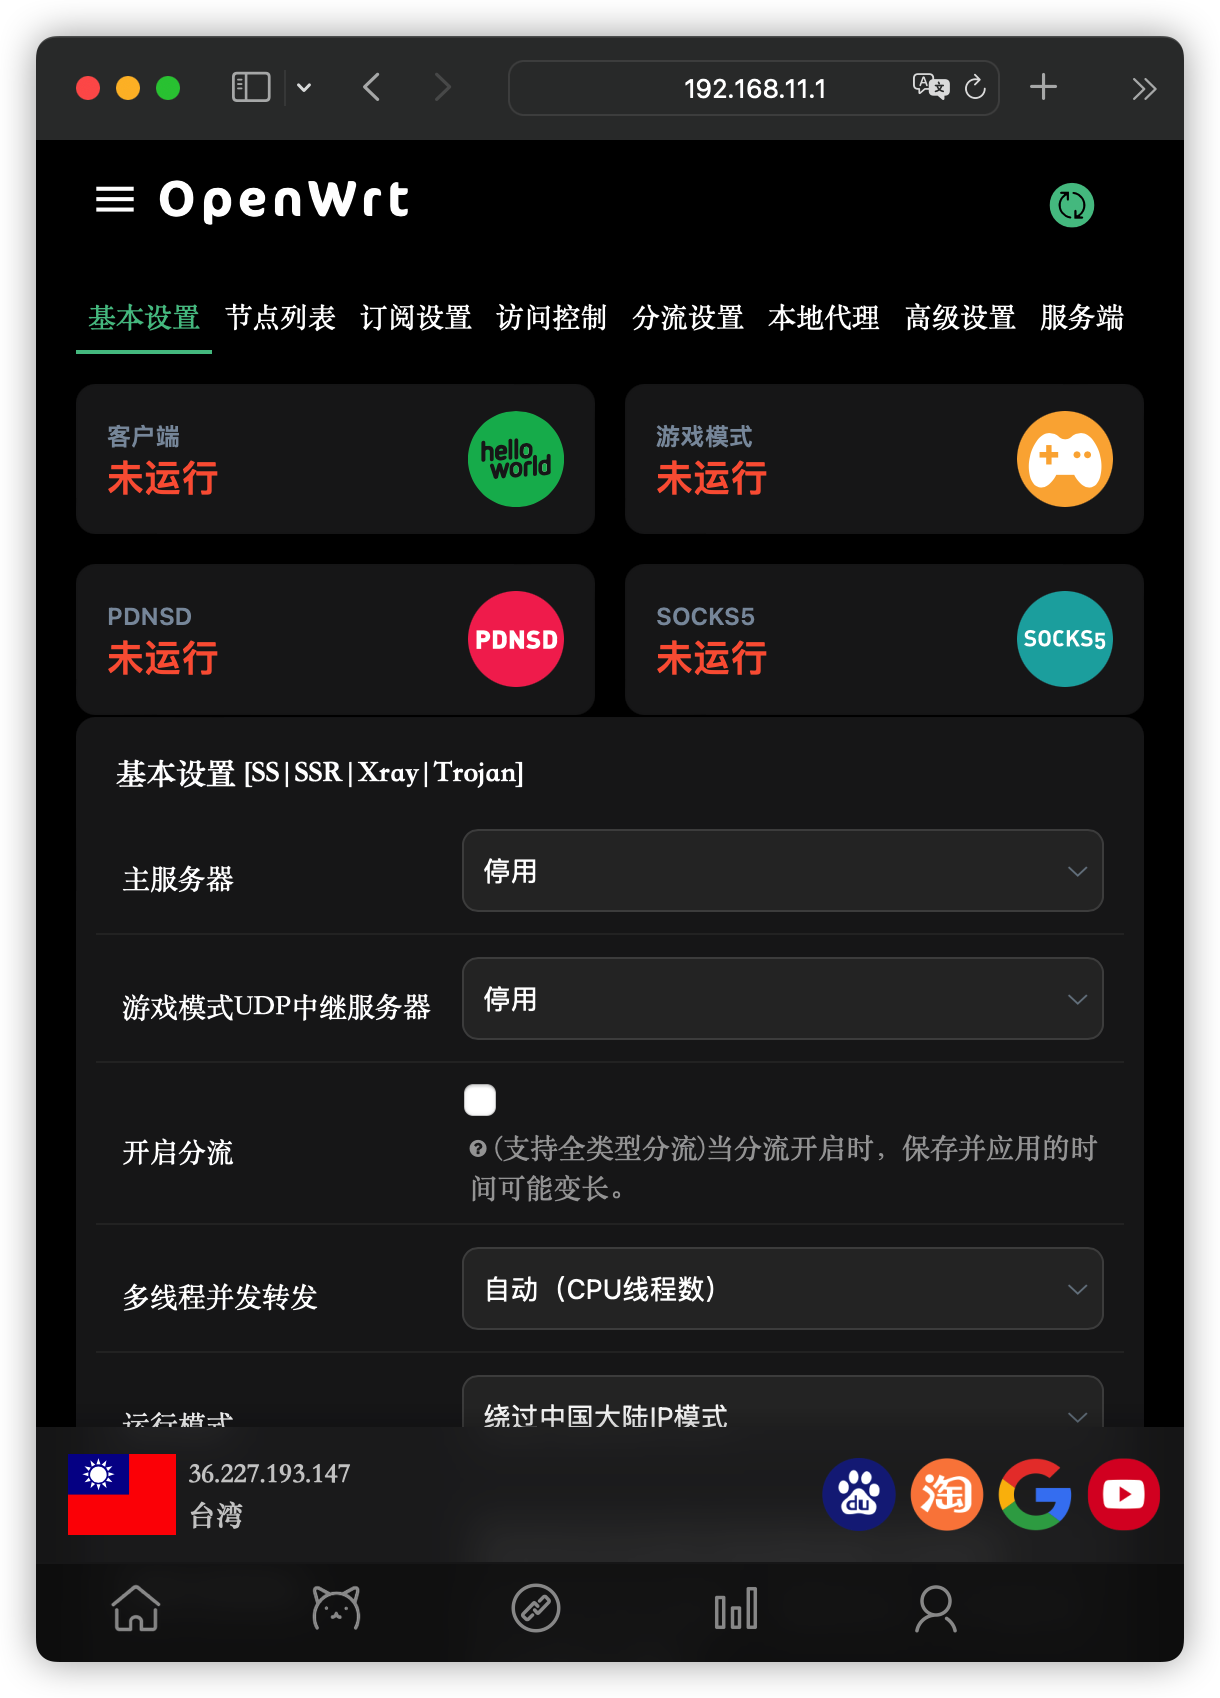 192.168.11.1
OpenWrt
基本设置 节点列表 订阅设置 访问控制 分流设置 本地代理 高级设置 服务端
客户端
未运行
hello world
游戏模式
未运行
PDNSD
未运行
PDNSD
SOCKS5
未运行
SOCKS5
基本设置 [SS|SSR|Xray|Trojan]
主服务器
停用
游戏模式UDP中继服务器
停用
开启分流
(支持全类型分流)当分流开启时，保存并应用的时
间可能变长。
多线程并发转发
自动（CPU线程数）
运行模式
绕过中国大陆IP模式
36.227.193.147
台湾
du
淘